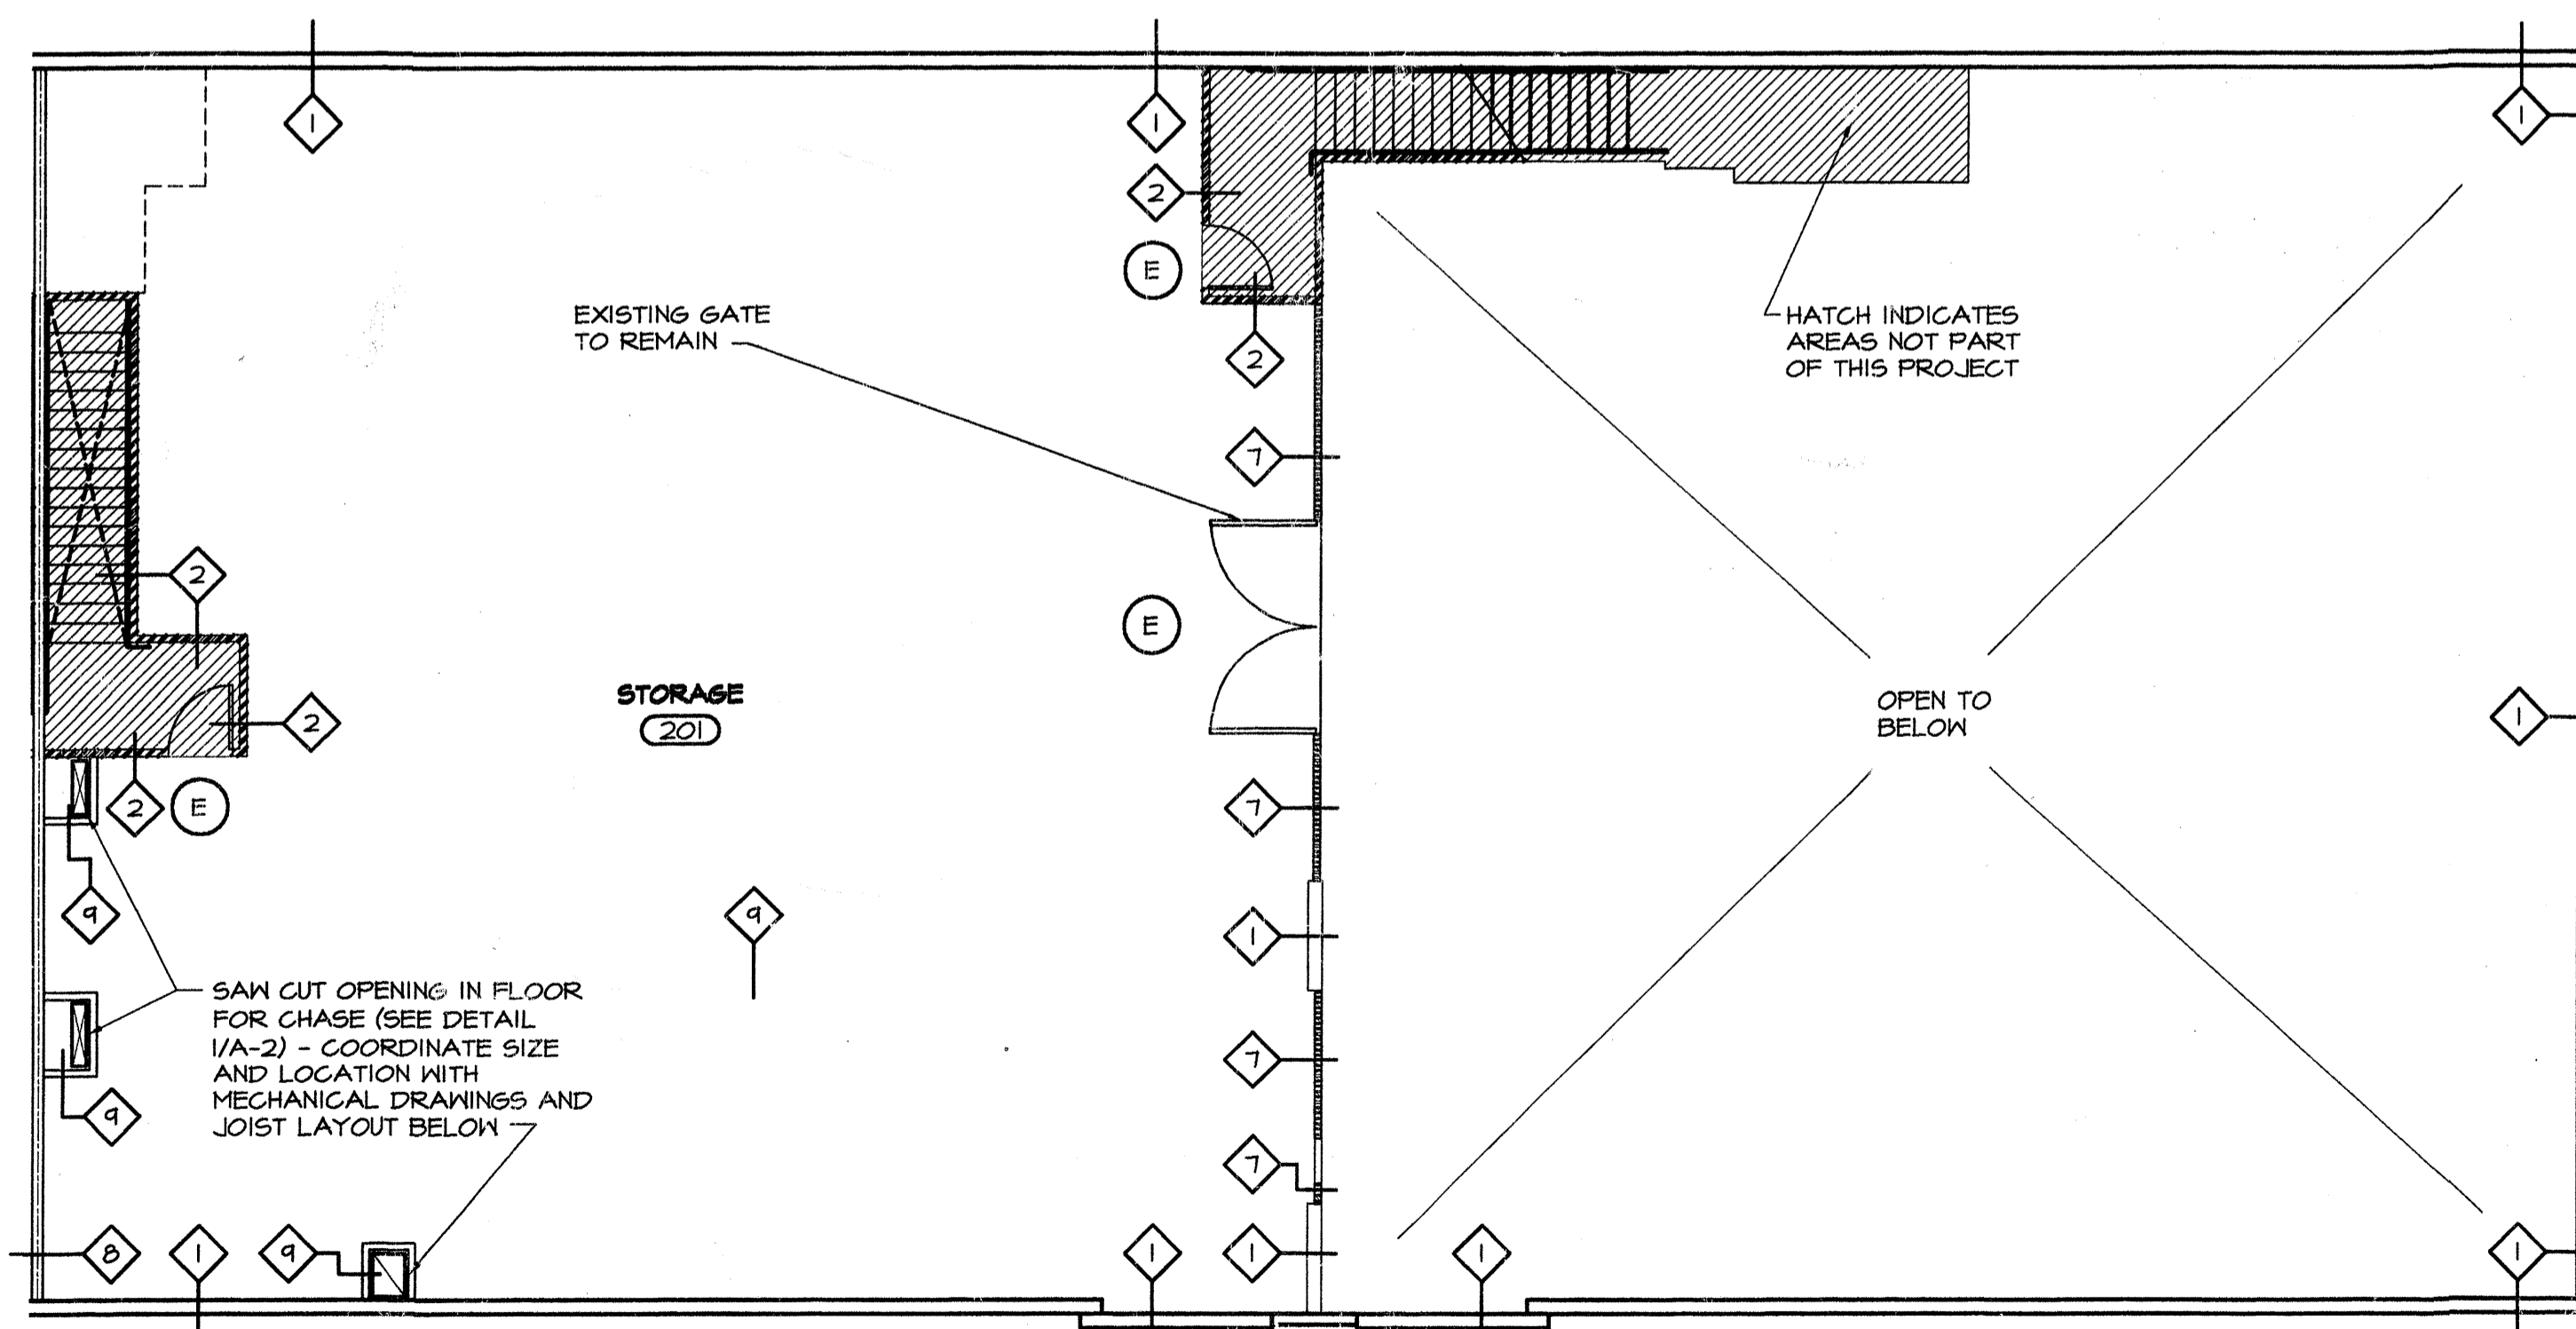 1
1
1
2
E
EXISTING GATE
TO REMAIN
HATCH INDICATES
AREAS NOT PART
OF THIS PROJECT
2
7
2
E
STORAGE
201
2
OPEN TO
BELOW
1
2
E
7
9
9
1
SAW CUT OPENING IN FLOOR
FOR CHASE (SEE DETAIL
1/A-2) - COORDINATE SIZE
AND LOCATION WITH
MECHANICAL DRAWINGS AND
JOIST LAYOUT BELOW
7
9
7
8
1
9
1
1
1
1